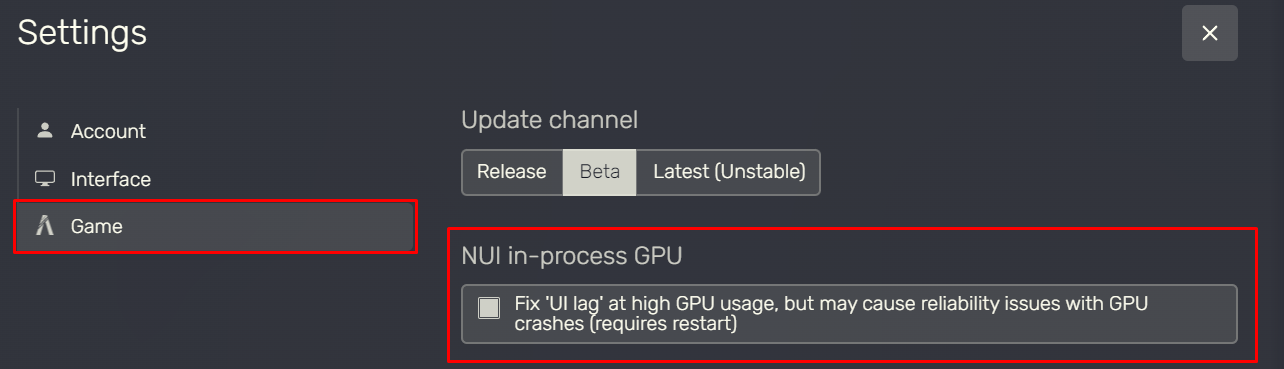 Settings
Account
Interface
Game
Update channel
Release Beta Latest (Unstable)
NUI in-process GPU
Fix 'UI lag' at high GPU usage, but may cause reliability issues with GPU
crashes (requires restart)